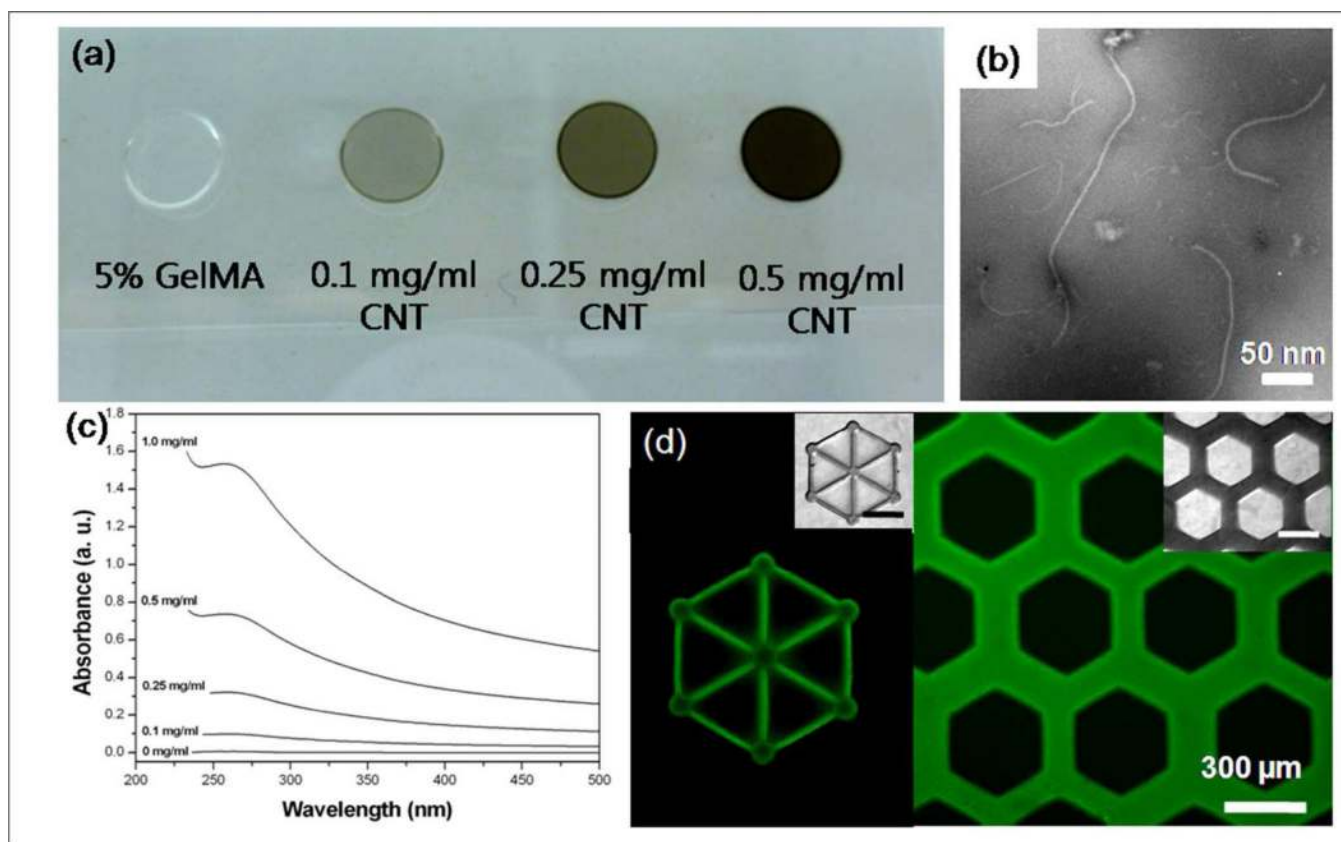 (a)
5% GelMA
0.1 mg/ml
CNT
0.25 mg/ml
CNT
0.5 mg/ml
CNT
(b)
50 nm
(c)
Absorbance (a. u.)
1.8
1.6
1.4
1.2
1.0
0.8
0.6
0.4
0.2
0.0
1.0 mg/ml
0.5 mg/ml
0.25 mg/ml
0.1 mg/ml
0 mg/ml
200
250
300
350
400
450
500
Wavelength (nm)
(d)
300 µm